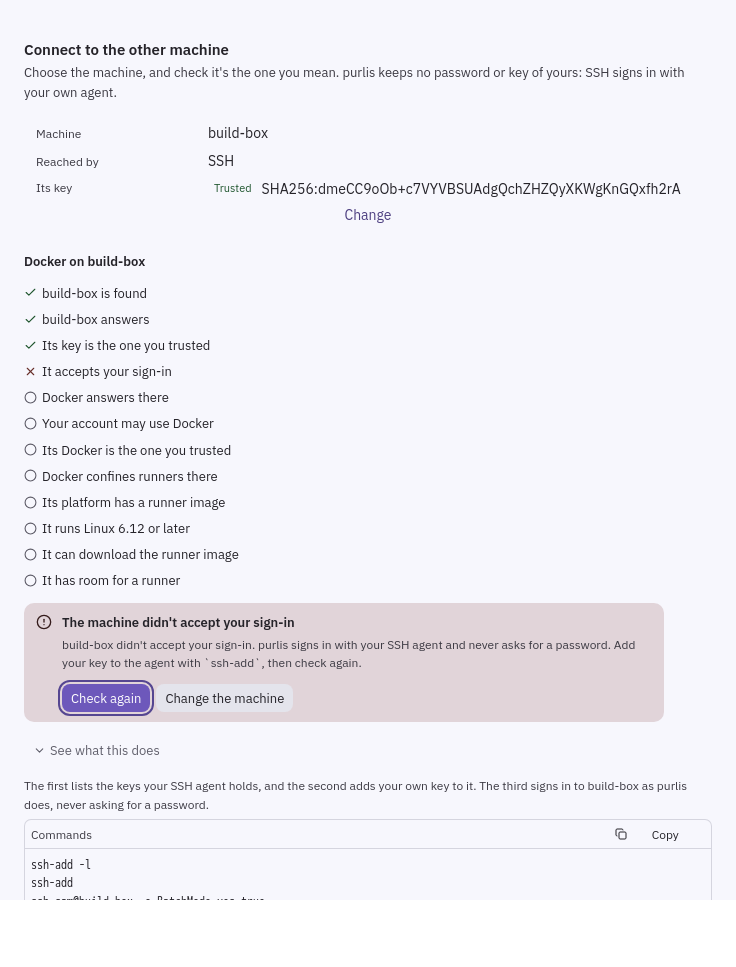 Connect to the other machine
Choose the machine, and check it's the one you mean. purlis keeps no password or key of yours: SSH signs in with
your own agent.
Machine build-box
Reached by SSH
Its key Trusted SHA256:dmeCC9oOb+c7VYVBSUAdgQchZHZQyXKWgKnGQxfh2rA
Change
Docker on build-box
build-box is found
build-box answers
Its key is the one you trusted
It accepts your sign-in
Docker answers there
Your account may use Docker
Its Docker is the one you trusted
Docker confines runners there
Its platform has a runner image
It runs Linux 6.12 or later
It can download the runner image
It has room for a runner
The machine didn't accept your sign-in
build-box didn't accept your sign-in. purlis signs in with your SSH agent and never asks for a password. Add
your key to the agent with `ssh-add`, then check again.
Check again Change the machine
See what this does
The first lists the keys your SSH agent holds, and the second adds your own key to it. The third signs in to build-box as purlis
does, never asking for a password.
Commands Copy
ssh-add -l
ssh-add